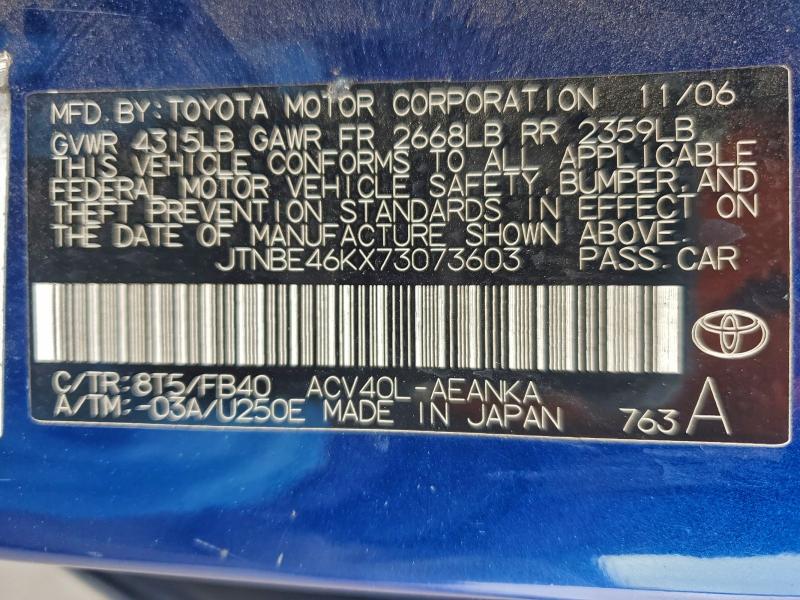 MFD. BY: TOYOTA MOTOR CORPORATION 11/06
GVWR 4315LB GAWR FR 2668LB RR 2359LB
THIS VEHICLE CONFORMS TO ALL APPLICABLE
FEDERAL MOTOR VEHICLE SAFETY, BUMPER, AND
THEFT PREVENTION STANDARDS IN EFFECT ON
THE DATE OF MANUFACTURE SHOWN ABOVE.
JTNBE46KX73073603 PASS. CAR
C/TR: 8T5/FB40 ACV40L-AEANKA
A/TM: -03A/U250E MADE IN JAPAN 763 A